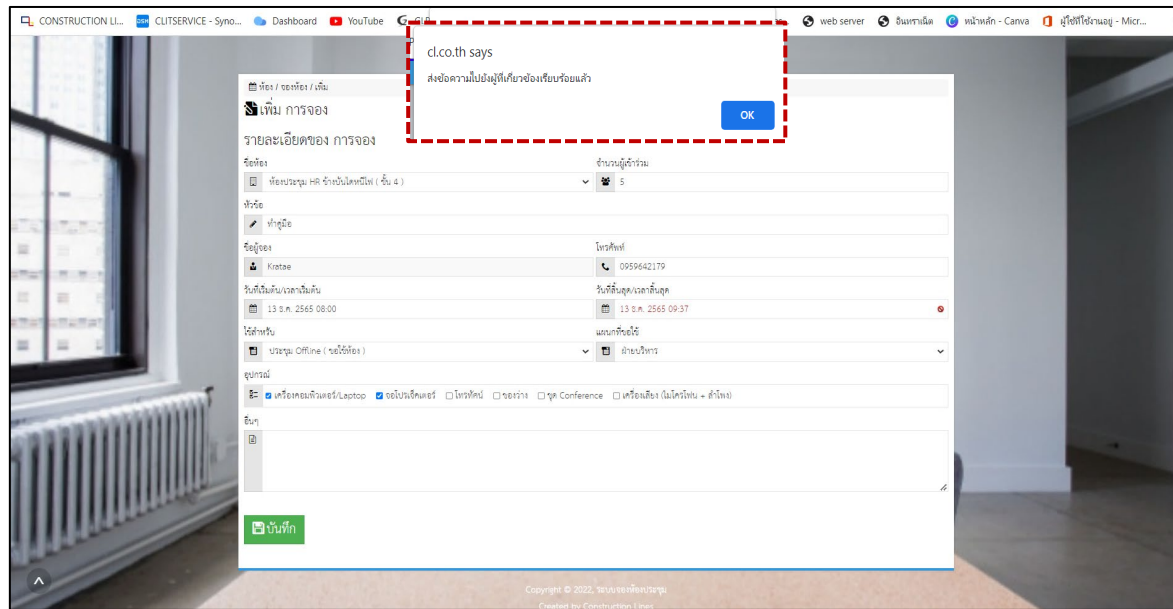 CONSTRUCTION LI...
CLITSERVICE - Syno...
Dashboard
YouTube
web server
อินทราเน็ต
หน้าหลัก - Canva
ผู้ใช้ที่ใช้งานอยู่ - Micr...
cl.co.th says
ส่งข้อความไปยังผู้ที่เกี่ยวข้องเรียบร้อยแล้ว
OK
ห้อง / จองห้อง / เพิ่ม
เพิ่ม การจอง
รายละเอียดของ การจอง
ชื่อห้อง
จำนวนผู้เข้าร่วม
ห้องประชุม HR ข้างบันไดหนีไฟ ( ชั้น 4 )
5
หัวข้อ
ทำคู่มือ
ชื่อผู้จอง
โทรศัพท์
Kratae
0959642179
วันที่เริ่มต้น/เวลาเริ่มต้น
วันที่สิ้นสุด/เวลาสิ้นสุด
13 ธ.ค. 2565 08:00
13 ธ.ค. 2565 09:37
ใช้สำหรับ
แผนกที่ขอใช้
ประชุม Offline ( ขอใช้ห้อง )
ฝ่ายบริหาร
อุปกรณ์
เครื่องคอมพิวเตอร์/Laptop จอโปรเจ็คเตอร์ โทรทัศน์ ของว่าง ชุด Conference เครื่องเสียง (ไมโครโฟน + ลำโพง)
อื่นๆ
บันทึก
Copyright © 2022, ระบบจองห้องประชุม
Created by Construction Lines